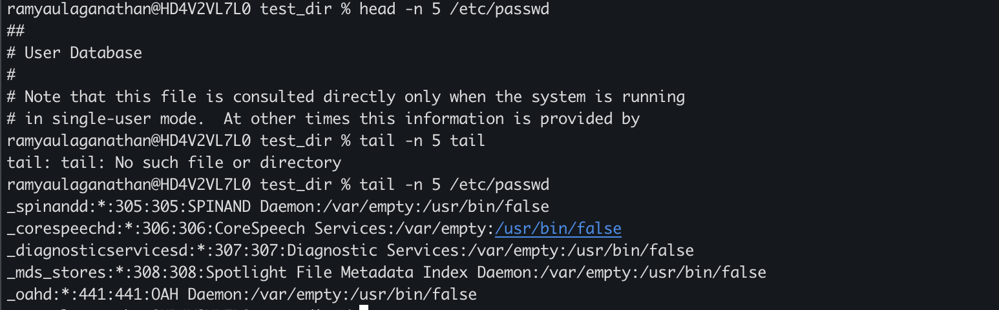 ramyaulaganathan@HD4V2VL7L0 test_dir % head -n 5 /etc/passwd
##
# User Database
#
# Note that this file is consulted directly only when the system is running
# in single-user mode.  At other times this information is provided by
ramyaulaganathan@HD4V2VL7L0 test_dir % tail -n 5 tail
tail: tail: No such file or directory
ramyaulaganathan@HD4V2VL7L0 test_dir % tail -n 5 /etc/passwd
_spinandd:*:305:305:SPINAND Daemon:/var/empty:/usr/bin/false
_corespeechd:*:306:306:CoreSpeech Services:/var/empty:/usr/bin/false
_diagnosticservicesd:*:307:307:Diagnostic Services:/var/empty:/usr/bin/false
_mds_stores:*:308:308:Spotlight File Metadata Index Daemon:/var/empty:/usr/bin/false
_oahd:*:441:441:OAH Daemon:/var/empty:/usr/bin/false